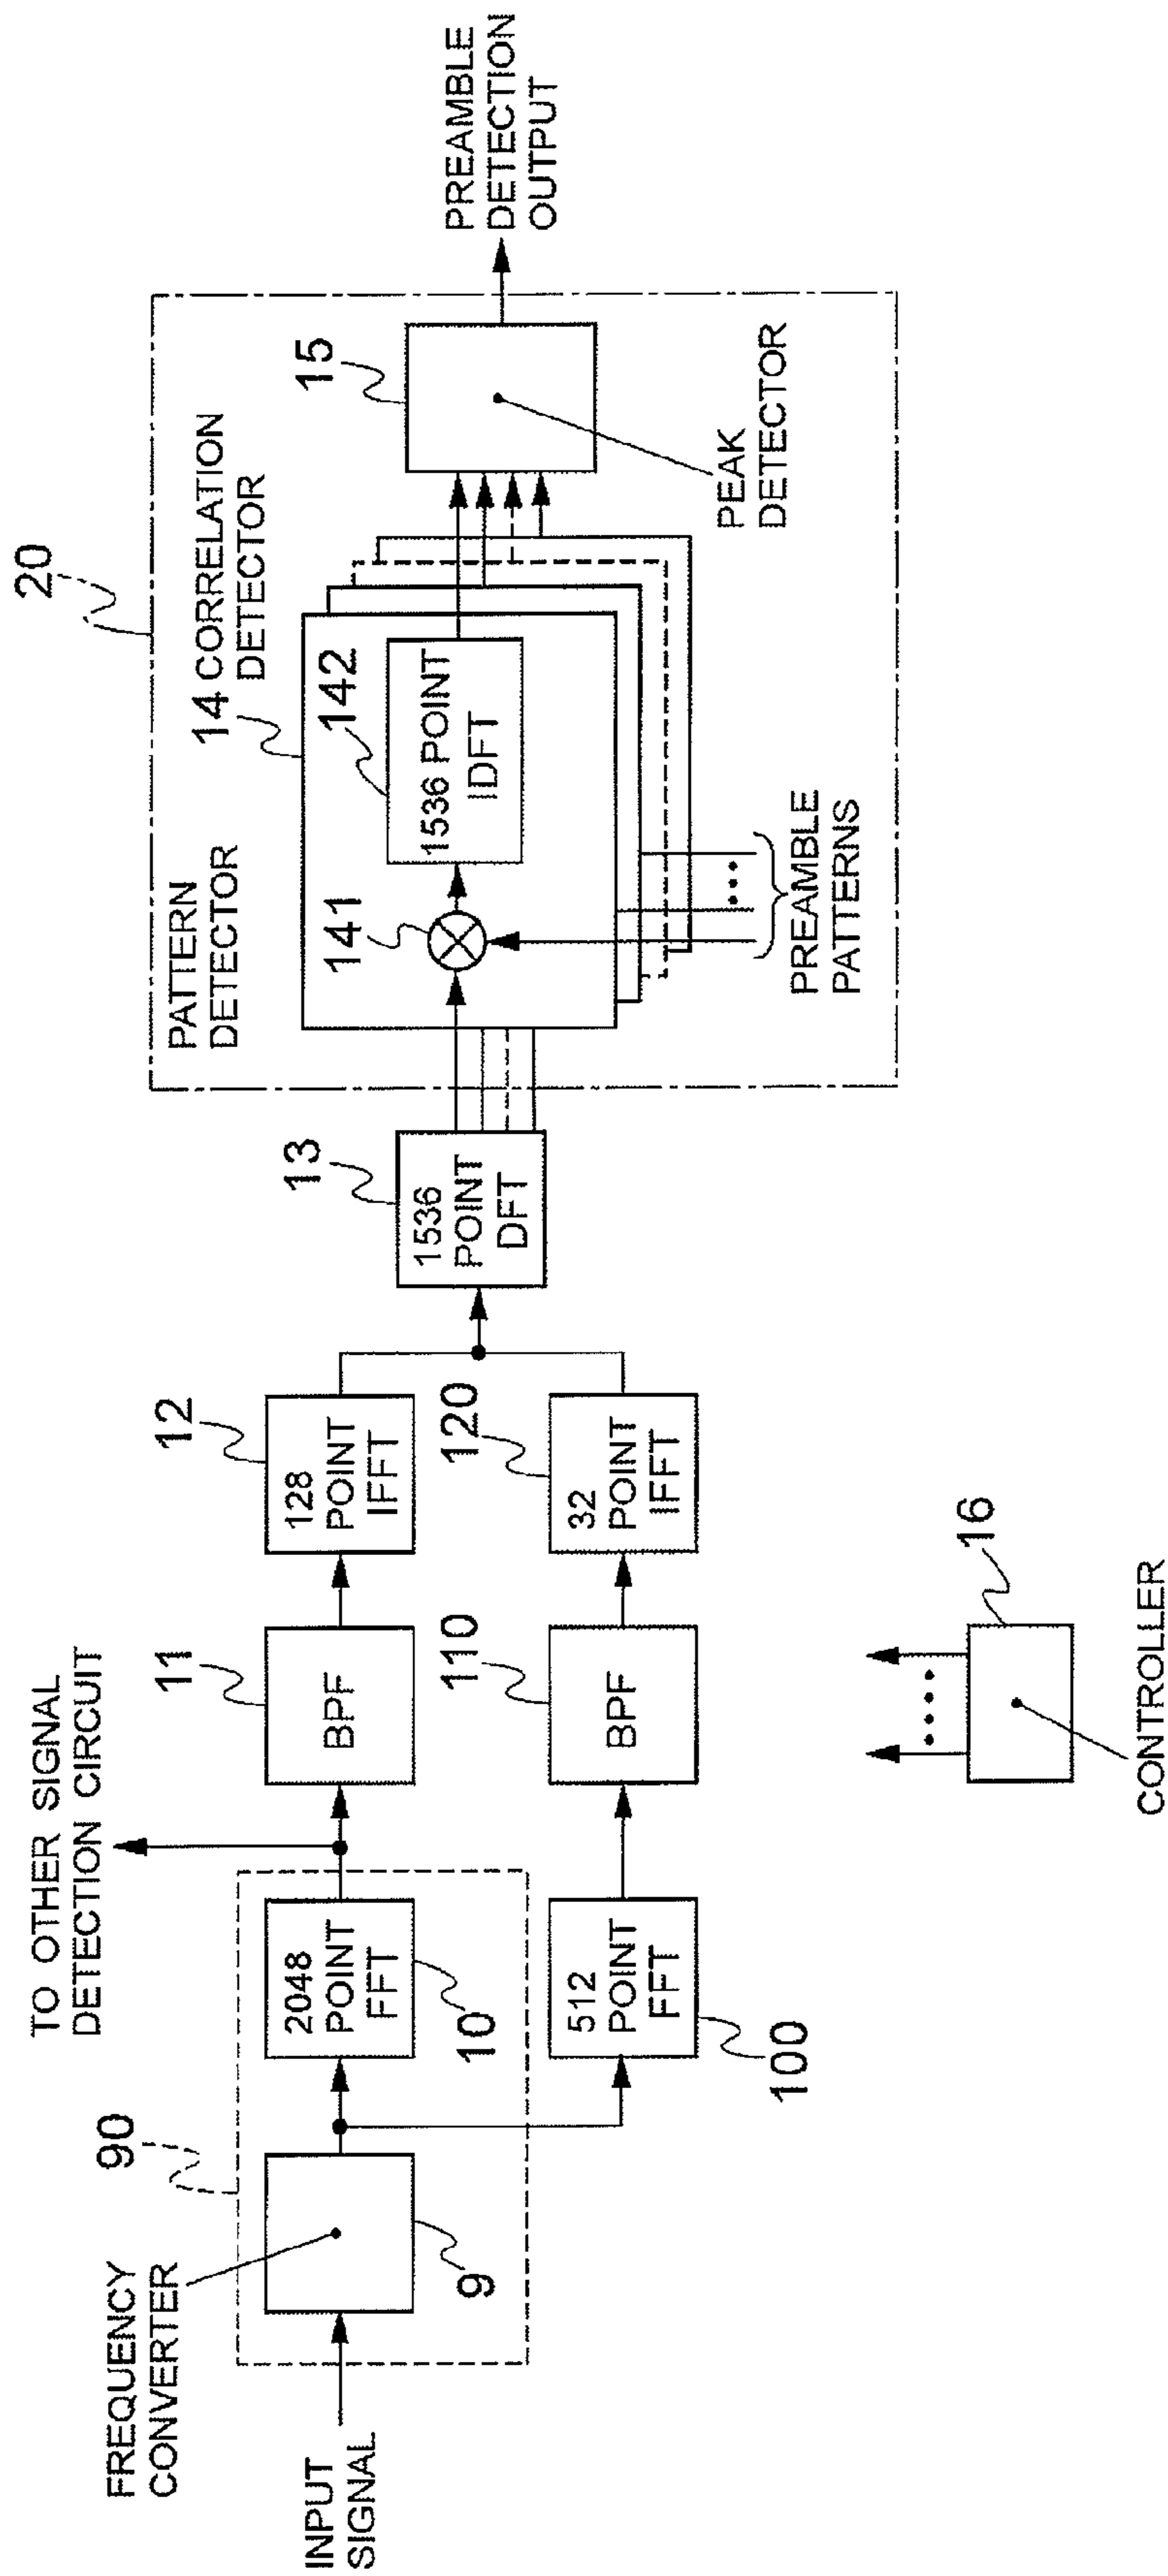 INPUT
SIGNAL
FREQUENCY
CONVERTER
90
9
TO OTHER SIGNAL
DETECTION CIRCUIT
2048
POINT
FFT
10
512
POINT
FFT
100
11
BPF
110
BPF
12
128
POINT
IFFT
120
32
POINT
IFFT
13
1536
POINT
DFT
20
PATTERN
DETECTOR
14 CORRELATION
DETECTOR
141
142
1536 POINT
IDFT
PREAMBLE
PATTERNS
15
PEAK
DETECTOR
PREAMBLE
DETECTION
OUTPUT
16
CONTROLLER